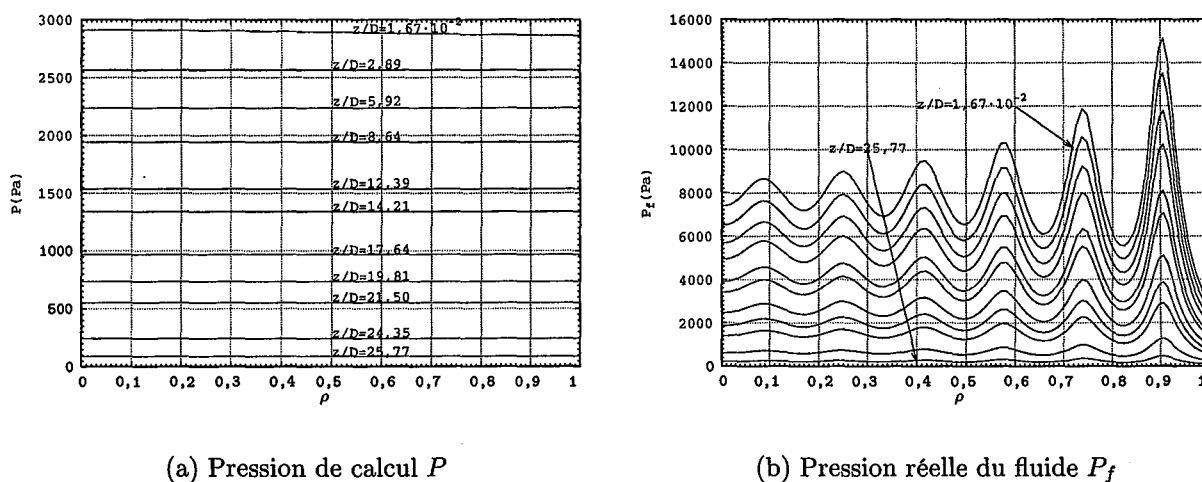 3000
2500
2000
1500
1000
500
0
P(Pa)
z/D=1,67·10⁻²
z/D=2,89
z/D=5,92
z/D=8,64
z/D=12,39
z/D=14,21
z/D=17,64
z/D=19,81
z/D=21,50
z/D=24,35
z/D=25,77
0 0,1 0,2 0,3 0,4 0,5 0,6 0,7 0,8 0,9 1
ρ
16000
14000
12000
10000
8000
6000
4000
2000
0
P_f(Pa)
z/D=1,67·10⁻²
z/D=25,77
0 0,1 0,2 0,3 0,4 0,5 0,6 0,7 0,8 0,9 1
ρ
(a) Pression de calcul P
(b) Pression réelle du fluide P_f